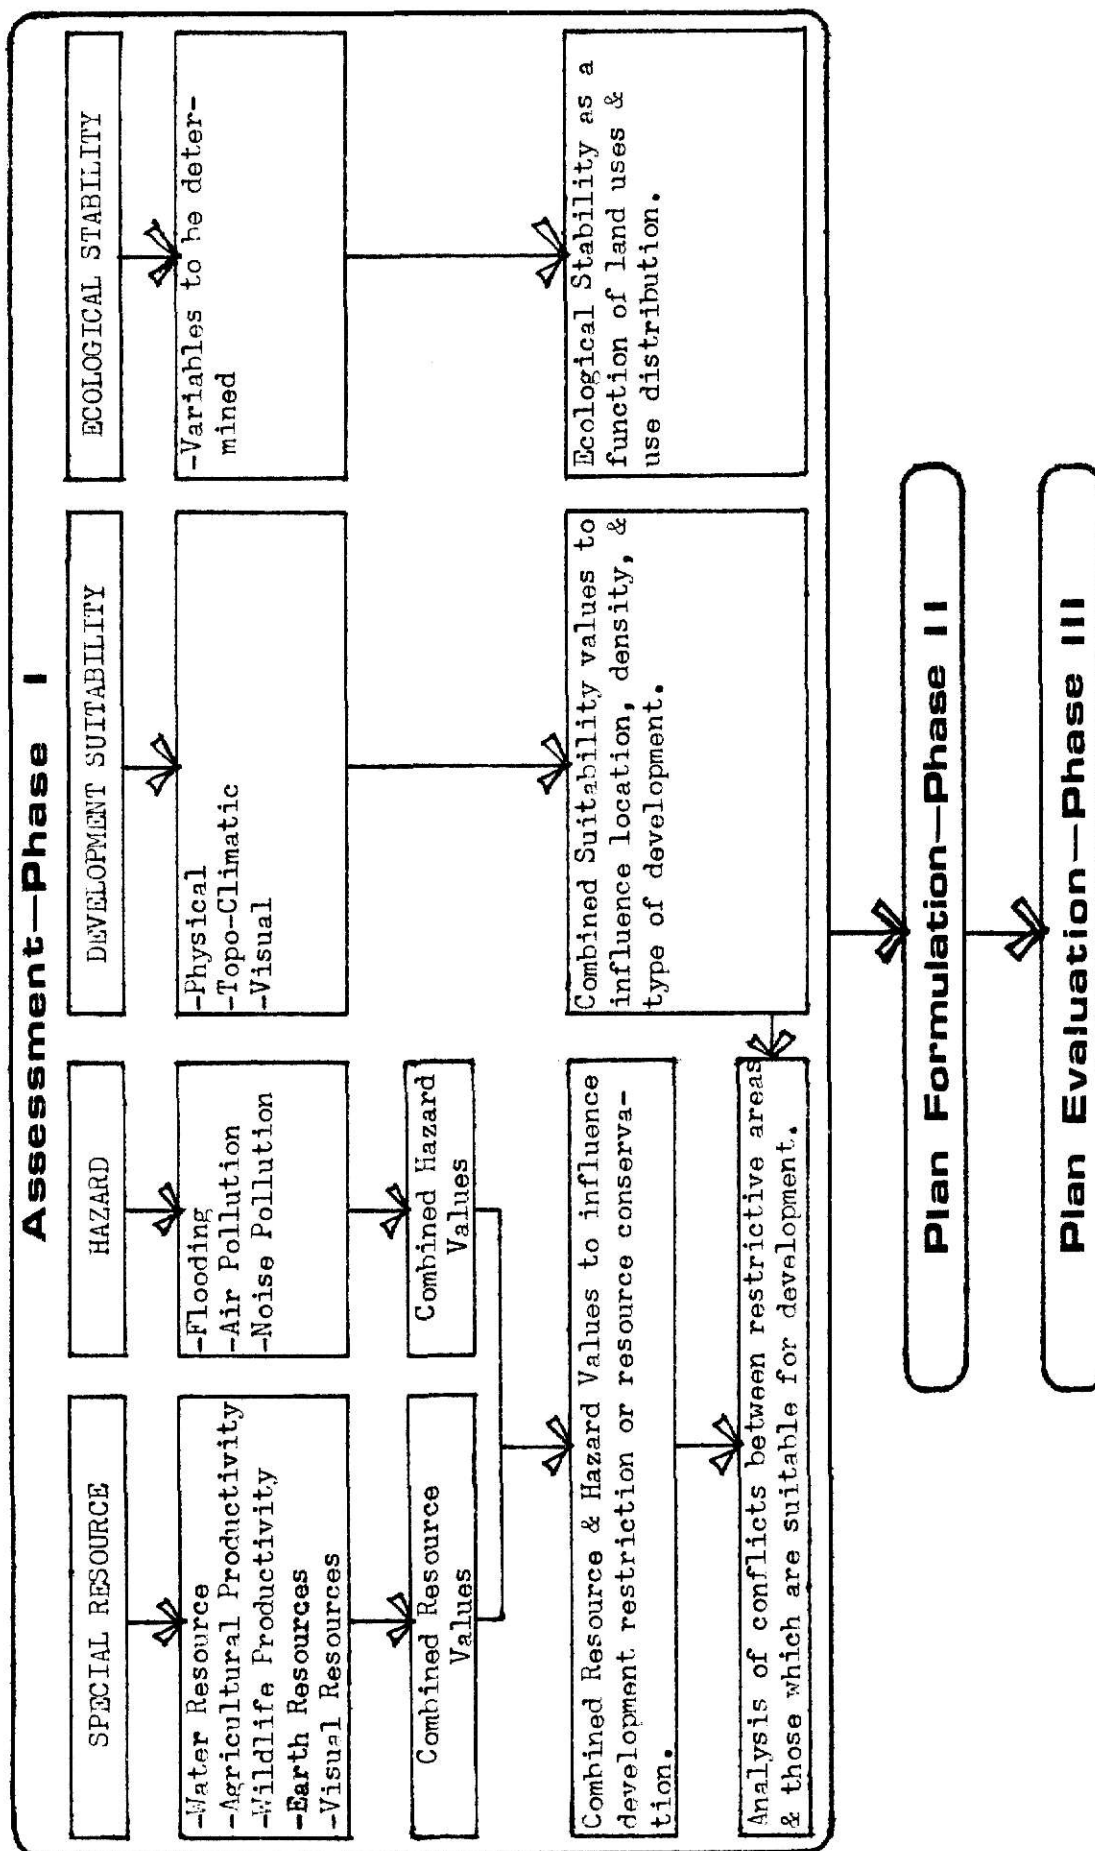 Assessment—Phase I
SPECIAL RESOURCE
-Water Resource
-Agricultural Productivity
-Wildlife Productivity
-Earth Resources
-Visual Resources
Combined Resource
Values
HAZARD
-Flooding
-Air Pollution
-Noise Pollution
Combined Hazard
Values
Combined Resource & Hazard Values to influence
development restriction or resource conserva-
tion.
DEVELOPMENT SUITABILITY
-Physical
-Topo-Climatic
-Visual
Combined Suitability values to
influence location, density, &
type of development.
Analysis of conflicts between restrictive areas
& those which are suitable for development.
ECOLOGICAL STABILITY
-Variables to be deter-
mined
Ecological Stability as a
function of land uses &
use distribution.
Plan Formulation—Phase II
Plan Evaluation—Phase III